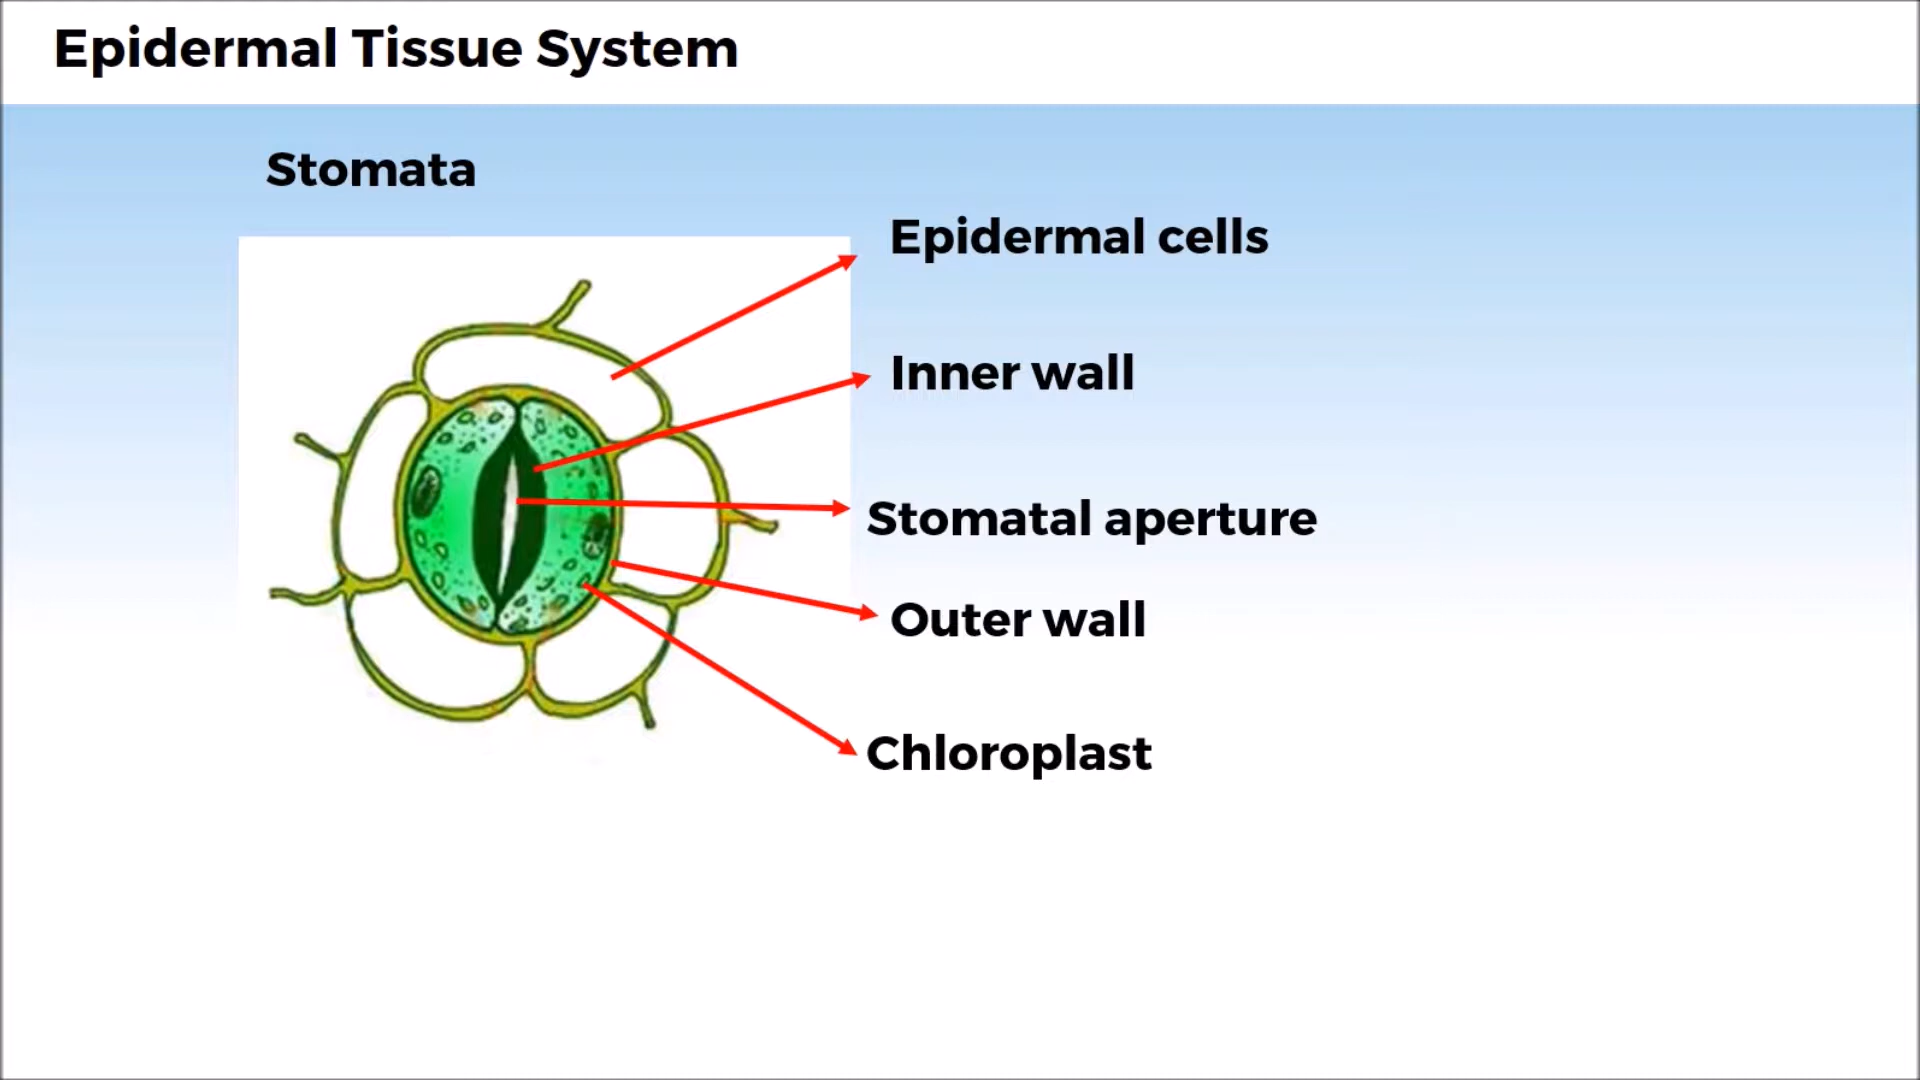 Epidermal Tissue System
Stomata
Epidermal cells
Inner wall
Stomatal aperture
Outer wall
Chloroplast